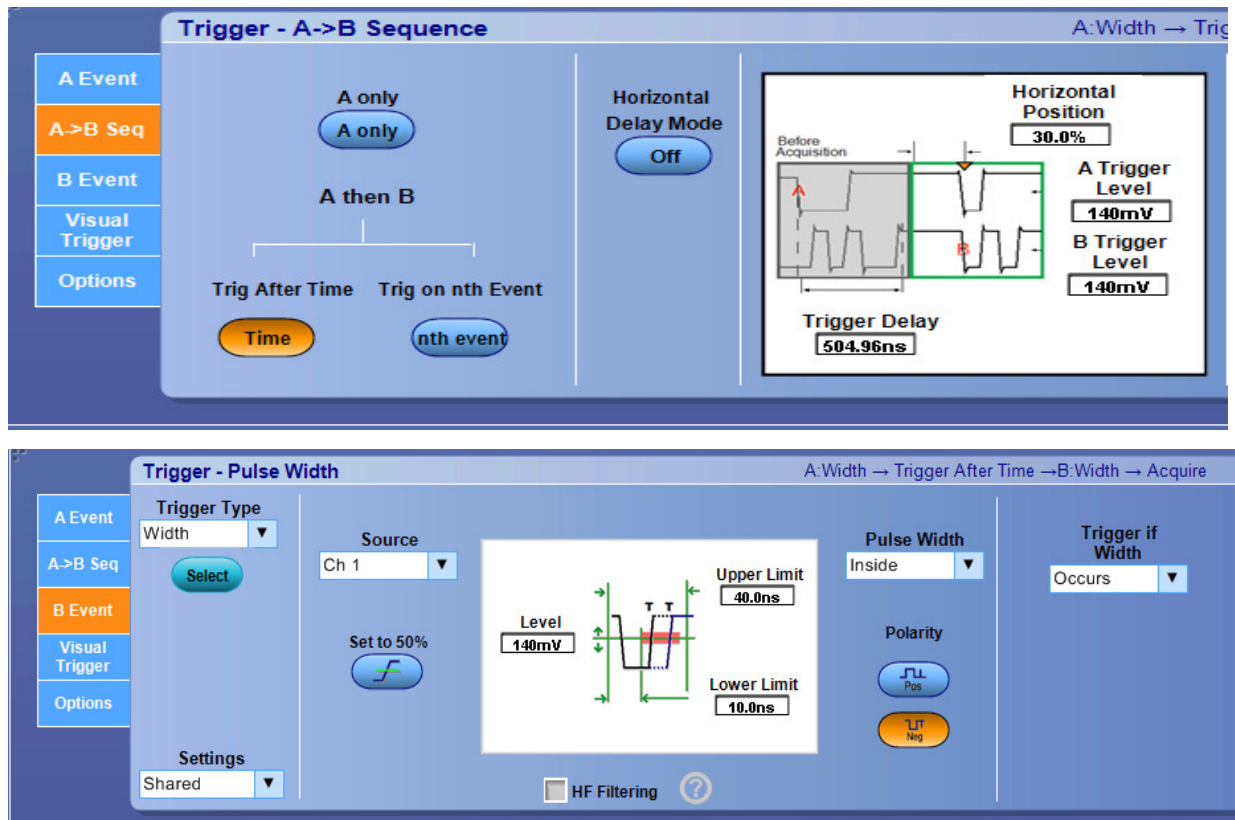 Trigger - A->B Sequence
A:Width → Trig
A Event
A->B Seq
B Event
Visual
Trigger
Options
A only
A only
A then B
Trig After Time
Trig on nth Event
Time
nth event
Horizontal
Delay Mode
Off
Horizontal
Position
30.0%
Before
Acquisition
A
B
A Trigger
Level
140mV
B Trigger
Level
140mV
Trigger Delay
504.96ns
Trigger - Pulse Width
A:Width → Trigger After Time →B:Width → Acquire
A Event
A->B Seq
B Event
Visual
Trigger
Options
Trigger Type
Width
Select
Settings
Shared
Source
Ch 1
Set to 50%
Level
140mV
T T
Upper Limit
40.0ns
Lower Limit
10.0ns
HF Filtering
?
Pulse Width
Inside
Polarity
Pos
Neg
Trigger if
Width
Occurs